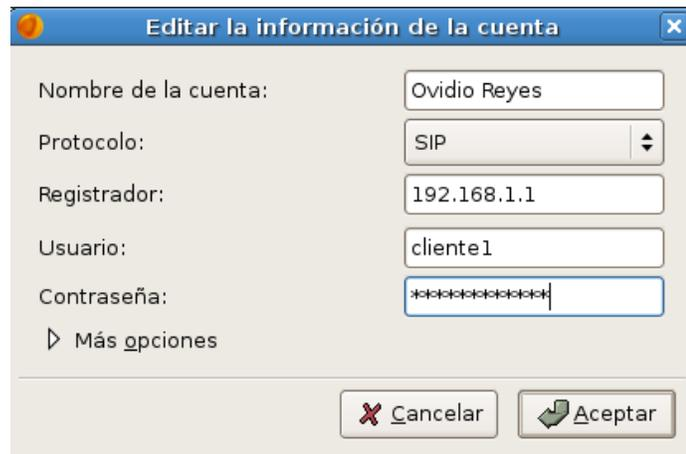 Editar la información de la cuenta
Nombre de la cuenta: Ovidio Reyes
Protocolo: SIP
Registrador: 192.168.1.1
Usuario: cliente1
Contraseña: *************
Más opciones
Cancelar Aceptar